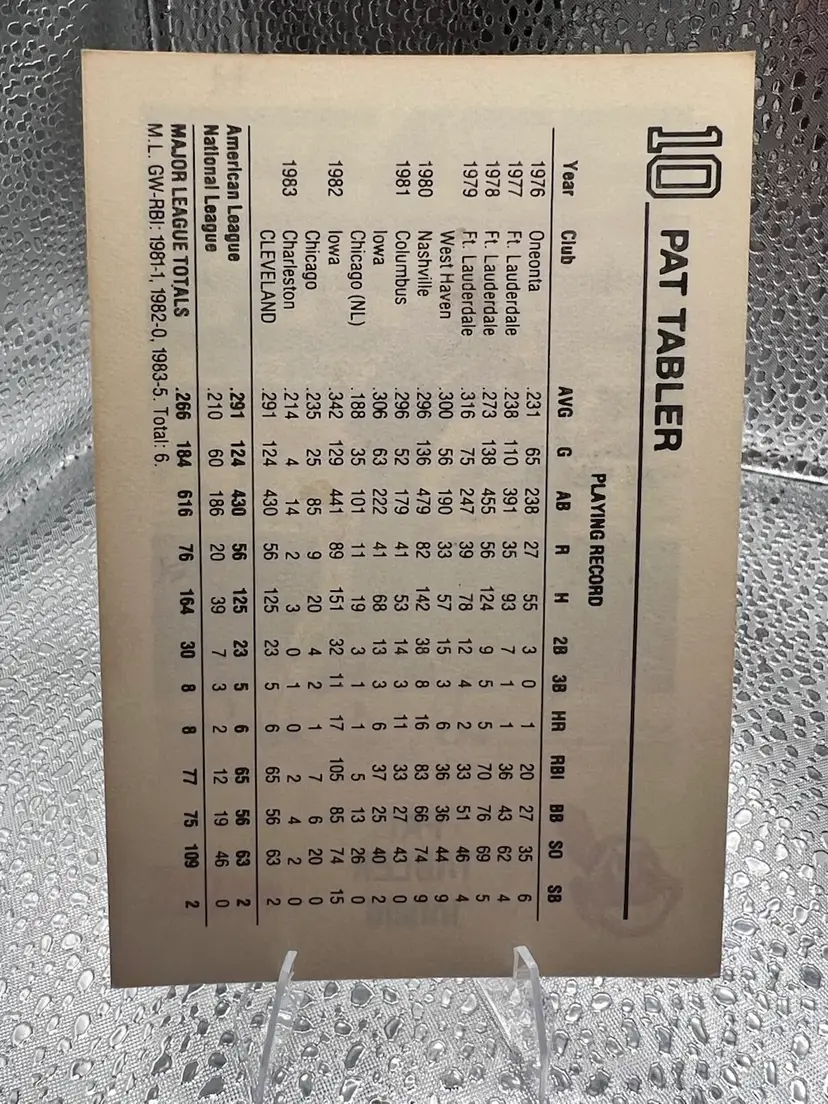 10 PAT TABLER
PLAYING RECORD
Year Club AVG G AB R H 2B 3B HR RBI BB SO SB
1976 Oneonta .231 65 238 27 55 3 0 1 20 27 35 6
1977 Ft. Lauderdale .238 110 391 35 93 7 1 1 36 43 62 4
1978 Ft. Lauderdale .273 138 455 56 124 9 5 5 70 76 69 5
1979 Ft. Lauderdale .316 75 247 39 78 12 4 2 33 51 46 4
West Haven .300 56 190 33 57 15 3 6 36 36 44 9
1980 Nashville .296 136 479 82 142 38 8 16 83 66 74 9
1981 Columbus .296 52 179 41 53 14 3 11 33 27 43 0
Iowa .306 63 222 41 68 13 3 6 37 25 40 2
Chicago (NL) .188 35 101 11 19 3 1 1 5 13 26 0
1982 Iowa .342 129 441 89 151 32 11 17 105 85 74 15
Chicago .235 25 85 9 20 4 2 1 7 6 20 0
1983 Charleston .214 4 14 2 3 0 1 0 2 4 2 0
CLEVELAND .291 124 430 56 125 23 5 6 65 56 63 2
American League .291 124 430 56 125 23 5 6 65 56 63 2
National League .210 60 186 20 39 7 3 2 12 19 46 0
MAJOR LEAGUE TOTALS .266 184 616 76 164 30 8 8 77 75 109 2
M.L. GW-RBI: 1981-1, 1982-0, 1983-5. Total: 6.